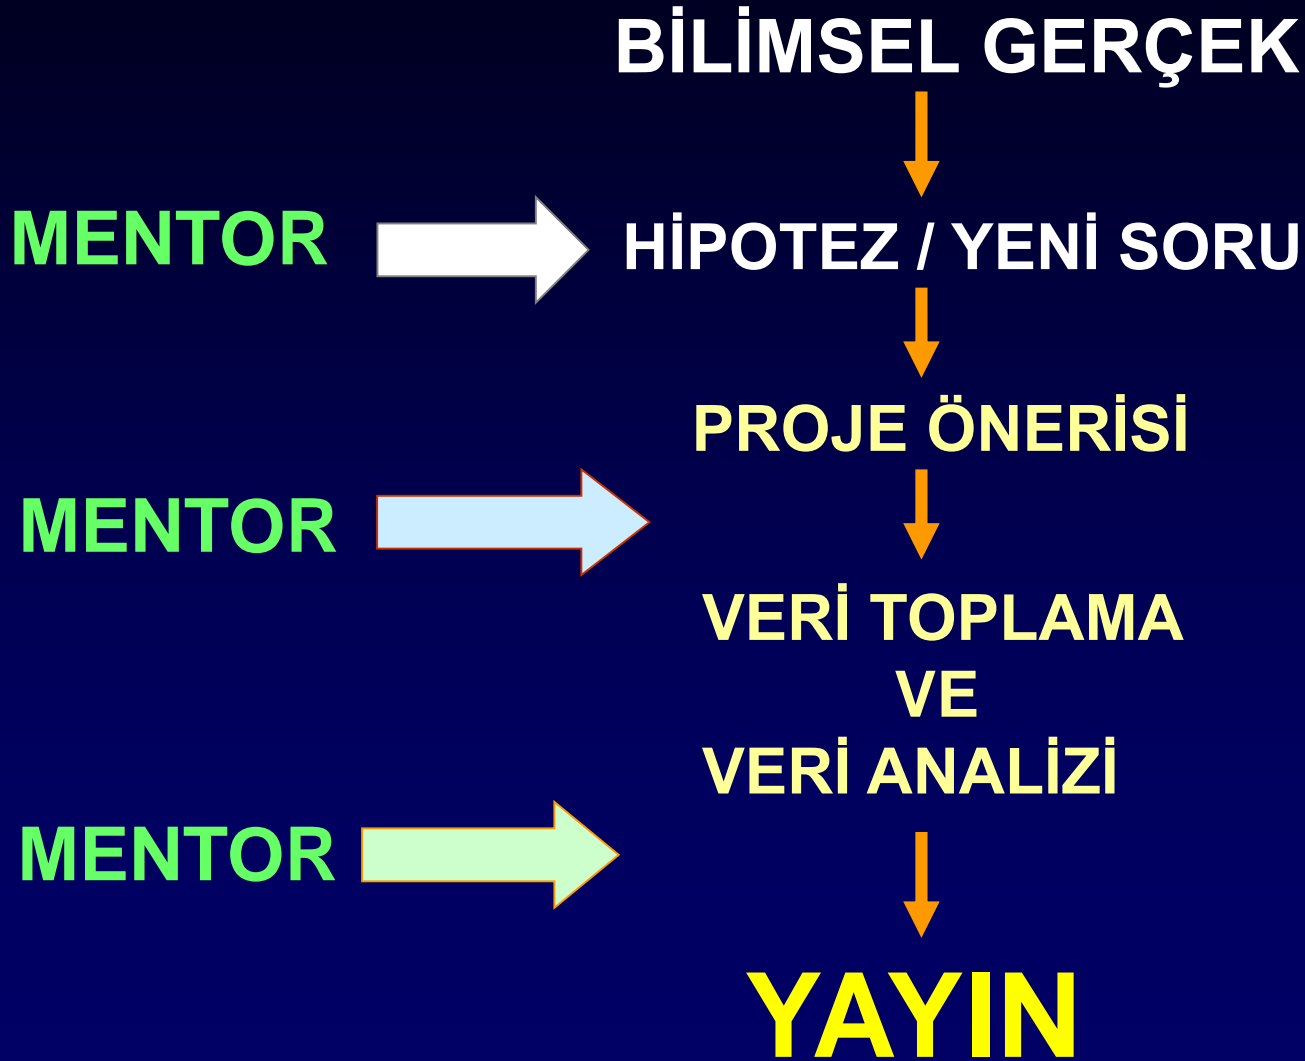 BİLİMSEL GERÇEK
MENTOR
HİPOTEZ / YENİ SORU
PROJE ÖNERİSİ
MENTOR
VERİ TOPLAMA
VE
VERİ ANALİZİ
MENTOR
YAYIN